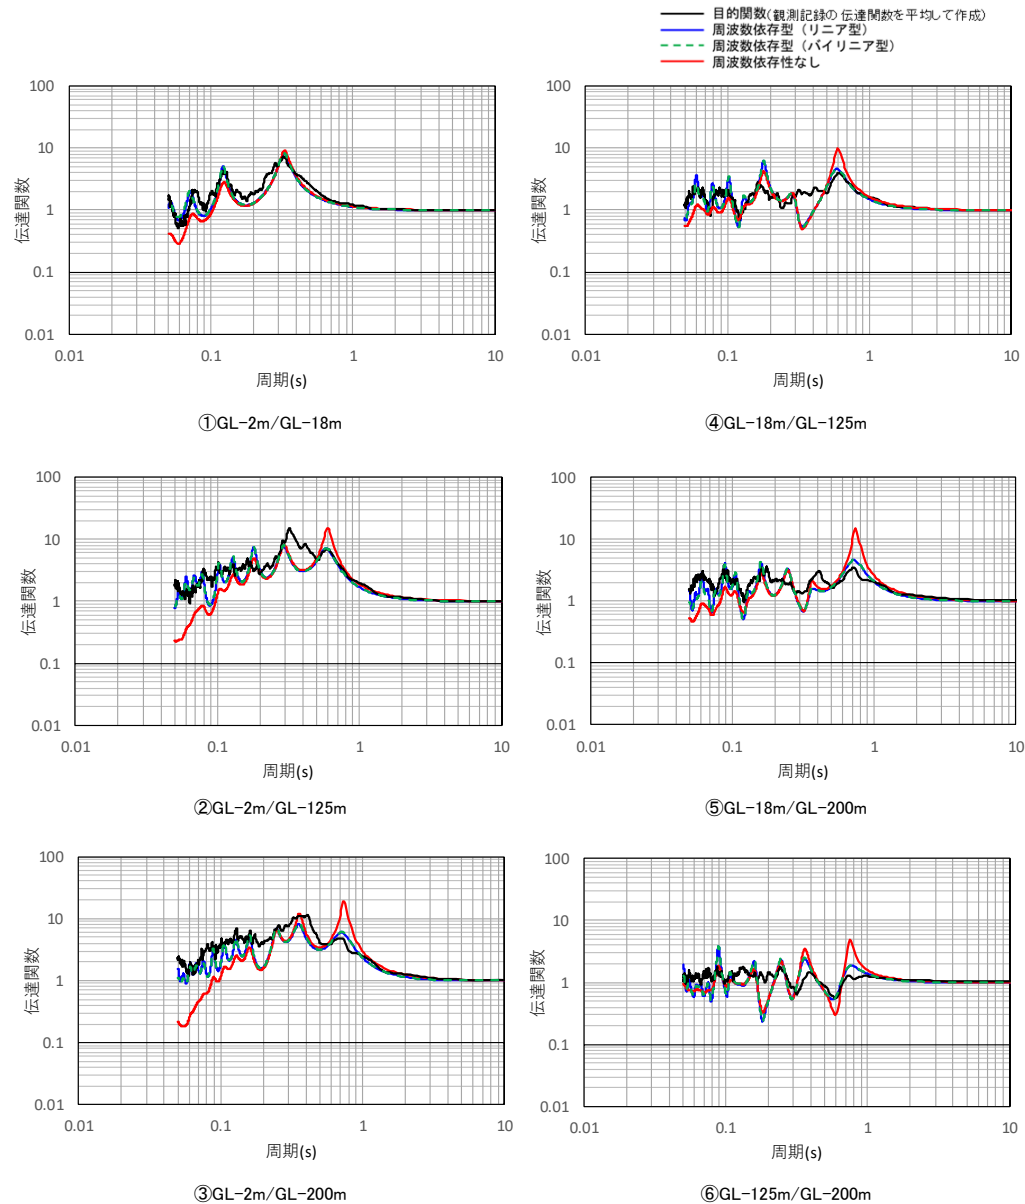 目的関数(観測記録の伝達関数を平均して作成)
周波数依存型（リニア型）
周波数依存型（バイリニア型）
周波数依存性なし
100
10
1
0.1
0.01
伝達関数
0.01 0.1 1 10
周期(s)
①GL-2m/GL-18m
100
10
1
0.1
0.01
伝達関数
0.01 0.1 1 10
周期(s)
④GL-18m/GL-125m
100
10
1
0.1
0.01
伝達関数
0.01 0.1 1 10
周期(s)
②GL-2m/GL-125m
100
10
1
0.1
0.01
伝達関数
0.01 0.1 1 10
周期(s)
⑤GL-18m/GL-200m
100
10
1
0.1
0.01
伝達関数
0.01 0.1 1 10
周期(s)
③GL-2m/GL-200m
100
10
1
0.1
0.01
伝達関数
0.01 0.1 1 10
周期(s)
⑥GL-125m/GL-200m